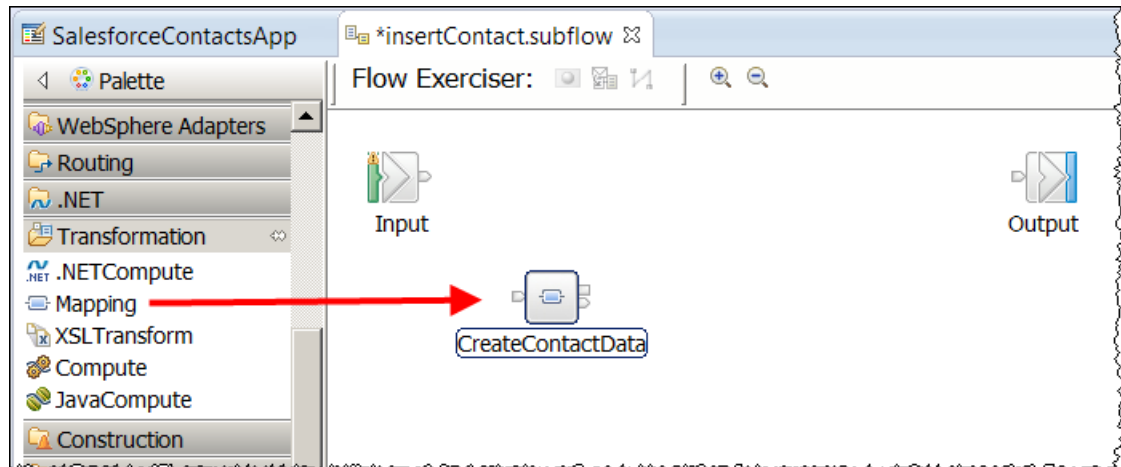 SalesforceContactsApp
*insertContact.subflow
Palette
Flow Exerciser:
WebSphere Adapters
Routing
.NET
Transformation
.NETCompute
Mapping
XSLTransform
Compute
JavaCompute
Construction
Input
Output
CreateContactData